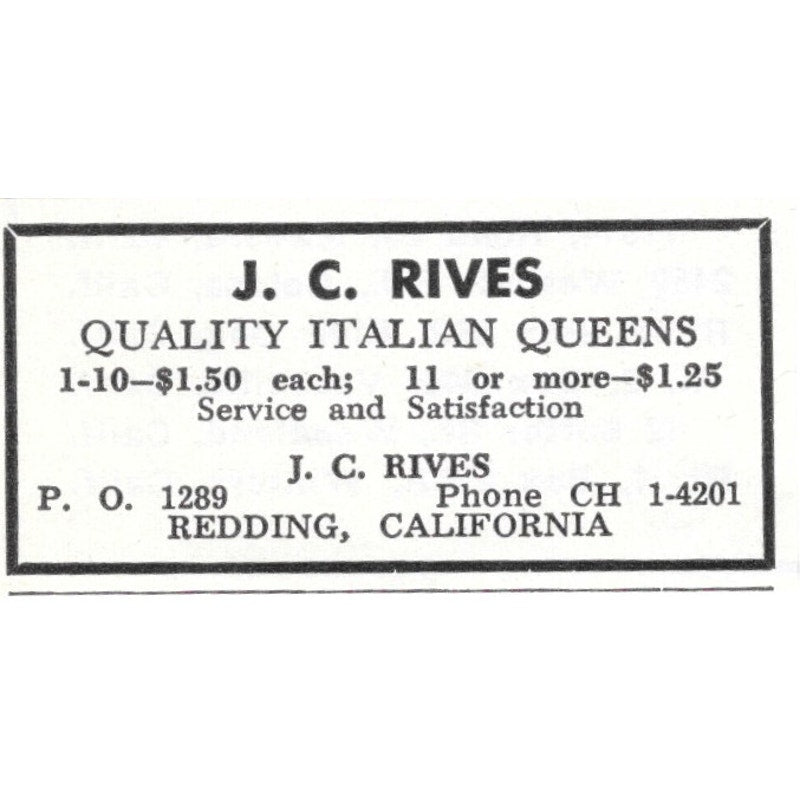 J. C. RIVES
QUALITY ITALIAN QUEENS
1-10—$1.50 each; 11 or more—$1.25
Service and Satisfaction
J. C. RIVES
P. O. 1289 Phone CH 1-4201
REDDING, CALIFORNIA